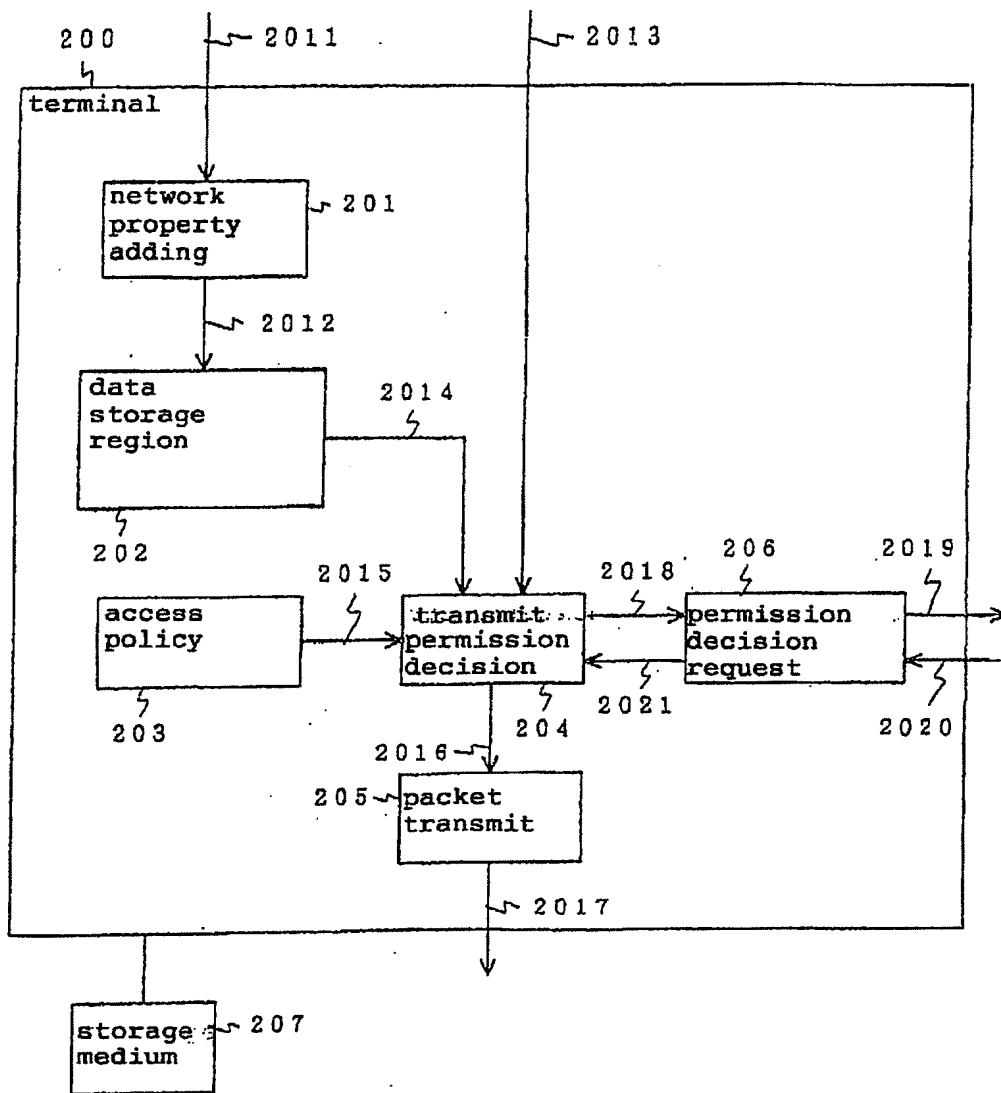 200
2011
2013
terminal
network
property
adding
201
2012
data
storage
region
2014
202
2015
2018
206
2019
access
policy
transmit
permission
decision
permission
decision
request
203
2021
204
2020
2016
205
packet
transmit
2017
storage
medium
207